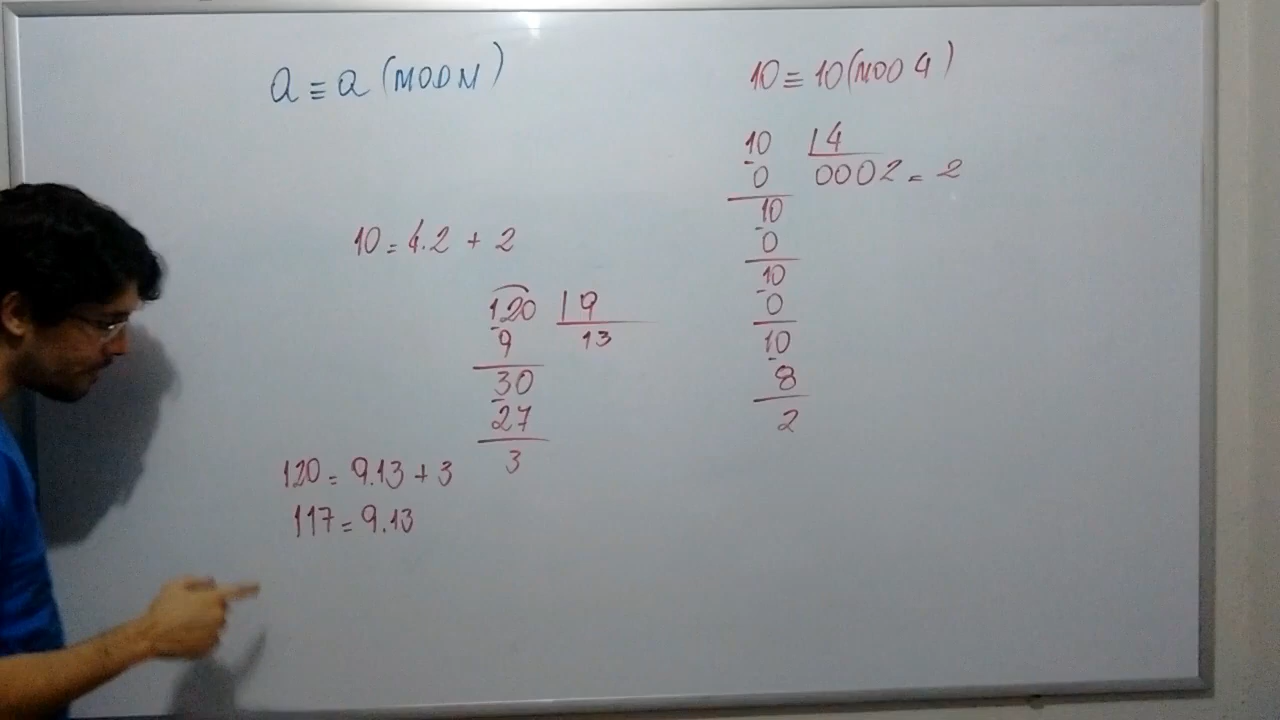 a ≡ a (MOD N)
10 ≡ 10 (MOD 4)
10 = 4.2 + 2
120 | 9
- 9 13
30
- 27
3
120 = 9.13 + 3
117 = 9.13
10 | 4
- 0 0002 = 2
10
- 0
10
- 0
10
- 8
2